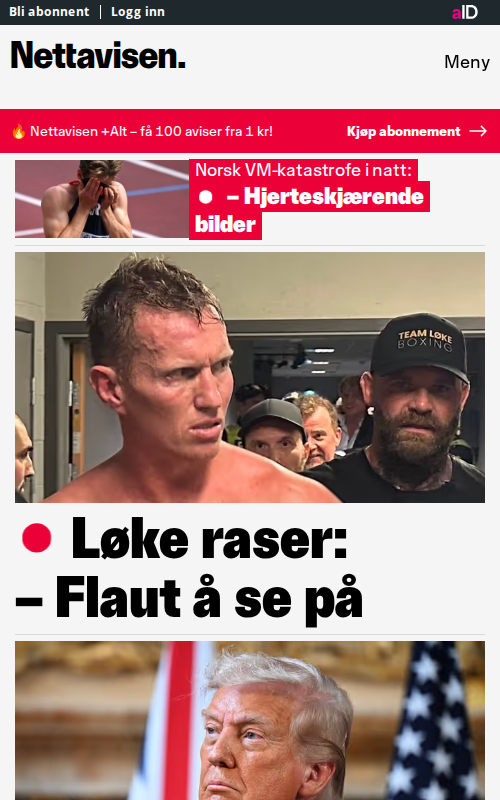 Bli abonnent | Logg inn
aID
Nettavisen.
Meny
🔥 Nettavisen +Alt – få 100 aviser fra 1 kr!
Kjøp abonnement →
Norsk VM-katastrofe i natt:
– Hjerteskjærende
bilder
TEAM LØKE
BOXING
Løke raser:
– Flaut å se på